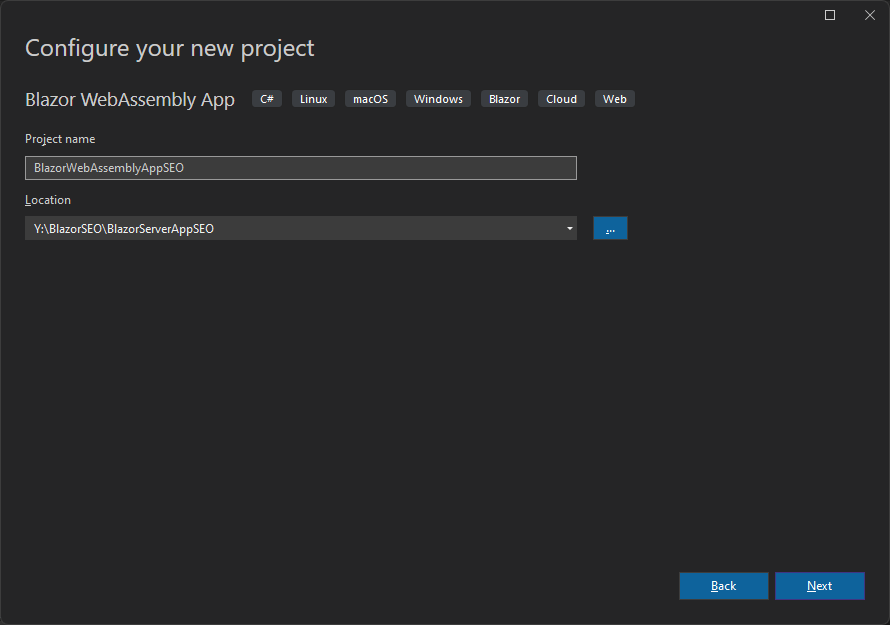 Configure your new project
Blazor WebAssembly App C# Linux macOS Windows Blazor Cloud Web
Project name
BlazorWebAssemblyAppSEO
Location
Y:\BlazorSEO\BlazorServerAppSEO ...
Back Next